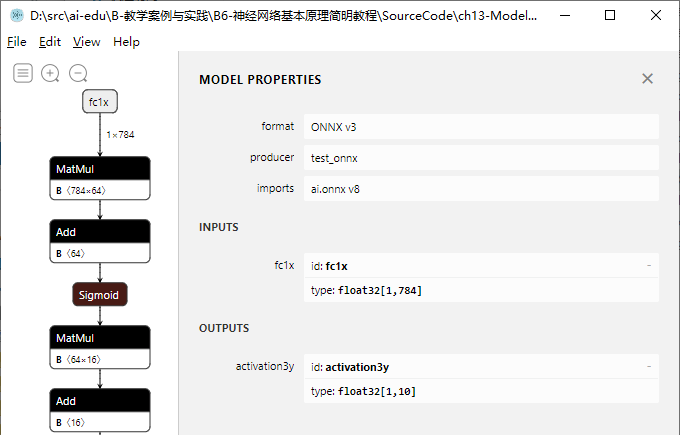 D:\src\ai-edu\B-教学案例与实践\B6-神经网络基本原理简明教程\SourceCode\ch13-Model...
File Edit View Help
fc1x
1×784
MatMul
B ⟨784×64⟩
Add
B ⟨64⟩
Sigmoid
MatMul
B ⟨64×16⟩
Add
B ⟨16⟩
MODEL PROPERTIES
format ONNX v3
producer test_onnx
imports ai.onnx v8
INPUTS
fc1x id: fc1x -
type: float32[1,784]
OUTPUTS
activation3y id: activation3y -
type: float32[1,10]